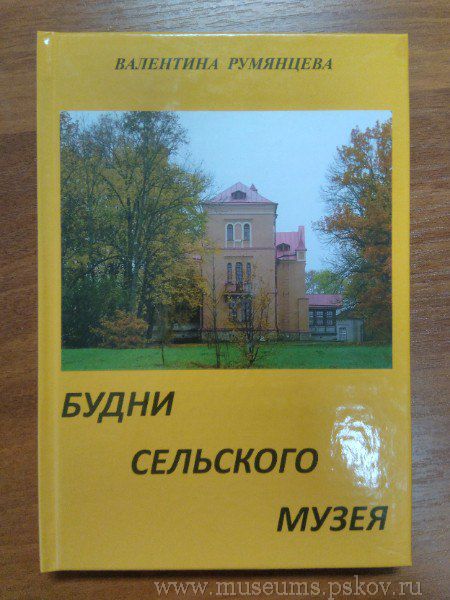 ВАЛЕНТИНА РУМЯНЦЕВА
БУДНИ
СЕЛЬСКОГО
МУЗЕЯ
www.museums.pskov.ru